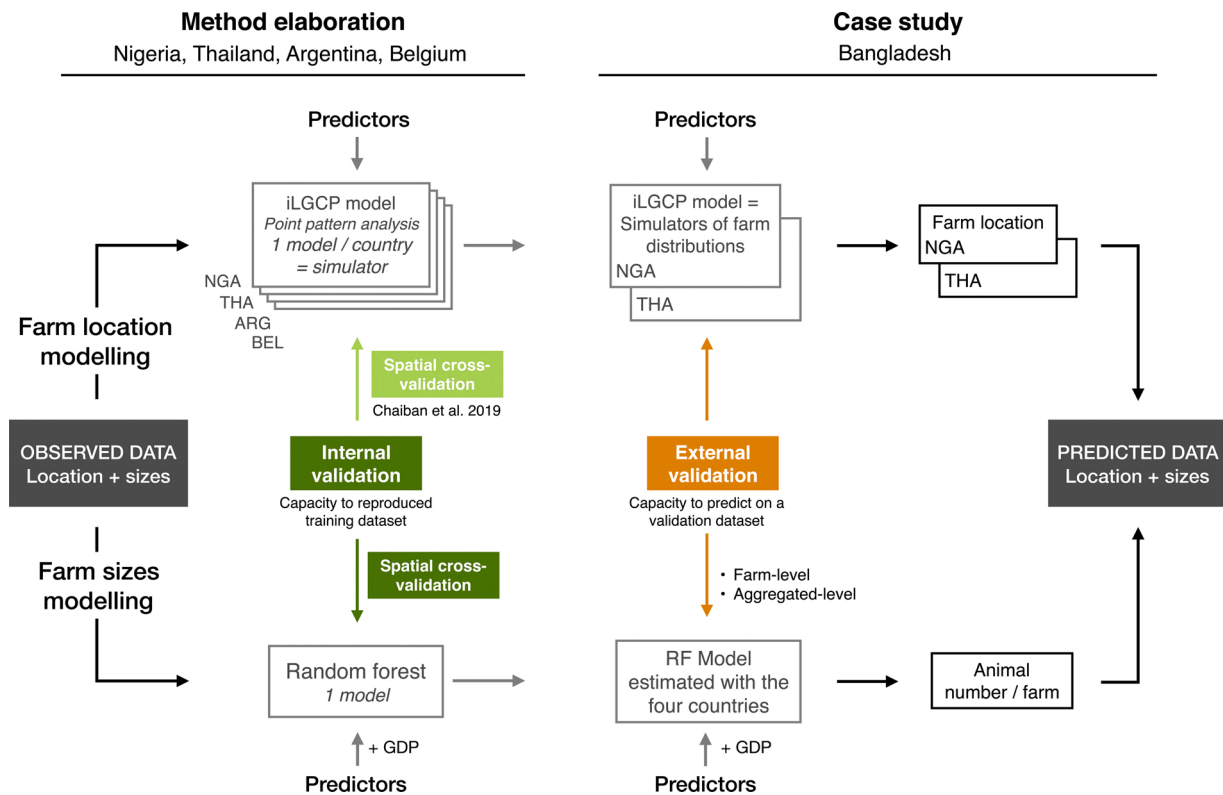 Method elaboration
Nigeria, Thailand, Argentina, Belgium
Case study
Bangladesh
Predictors
iLGCP model
Point pattern analysis
1 model / country
= simulator
NGA
THA
ARG
BEL
Predictors
iLGCP model =
Simulators of farm
distributions
NGA
THA
Farm location
NGA
THA
Farm location
modelling
Spatial cross-
validation
Chaiban et al. 2019
OBSERVED DATA
Location + sizes
Internal
validation
Capacity to reproduced
training dataset
External
validation
Capacity to predict on a
validation dataset
PREDICTED DATA
Location + sizes
Farm sizes
modelling
Spatial cross-
validation
• Farm-level
• Aggregated-level
Random forest
1 model
RF Model
estimated with the
four countries
Animal
number / farm
+ GDP
Predictors
+ GDP
Predictors